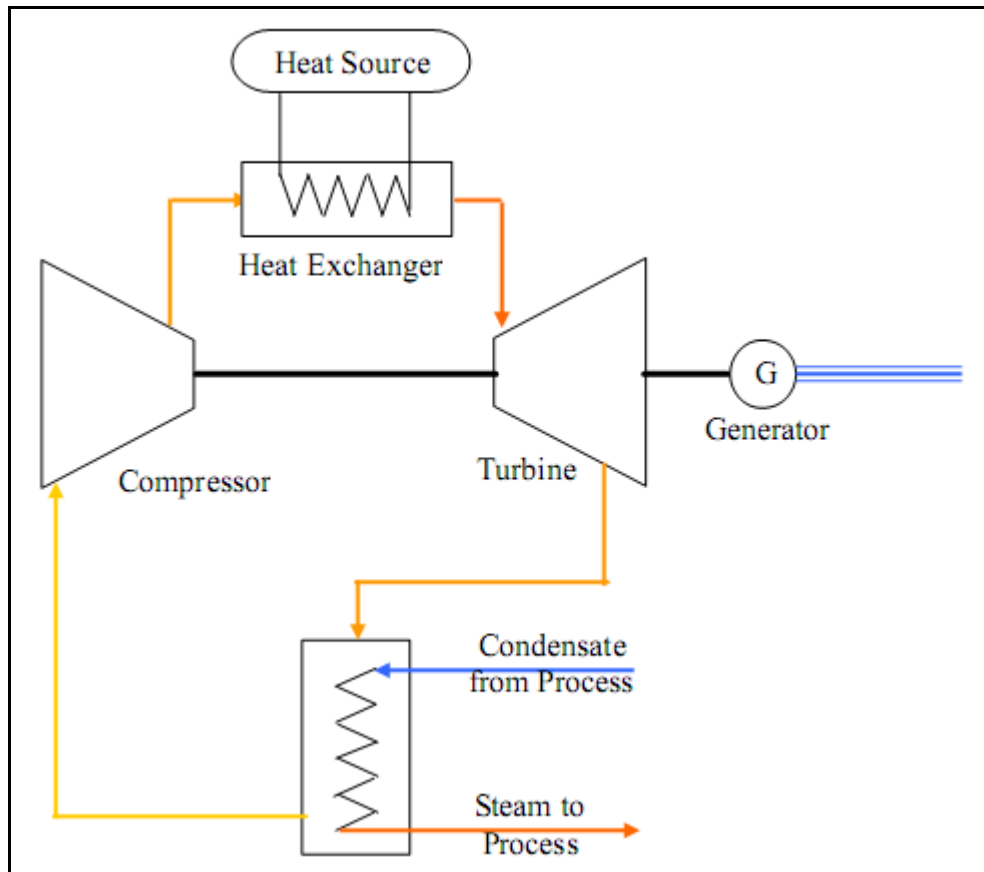 Heat Source
Heat Exchanger
G
Generator
Turbine
Compressor
Condensate
from Process
Steam to
Process